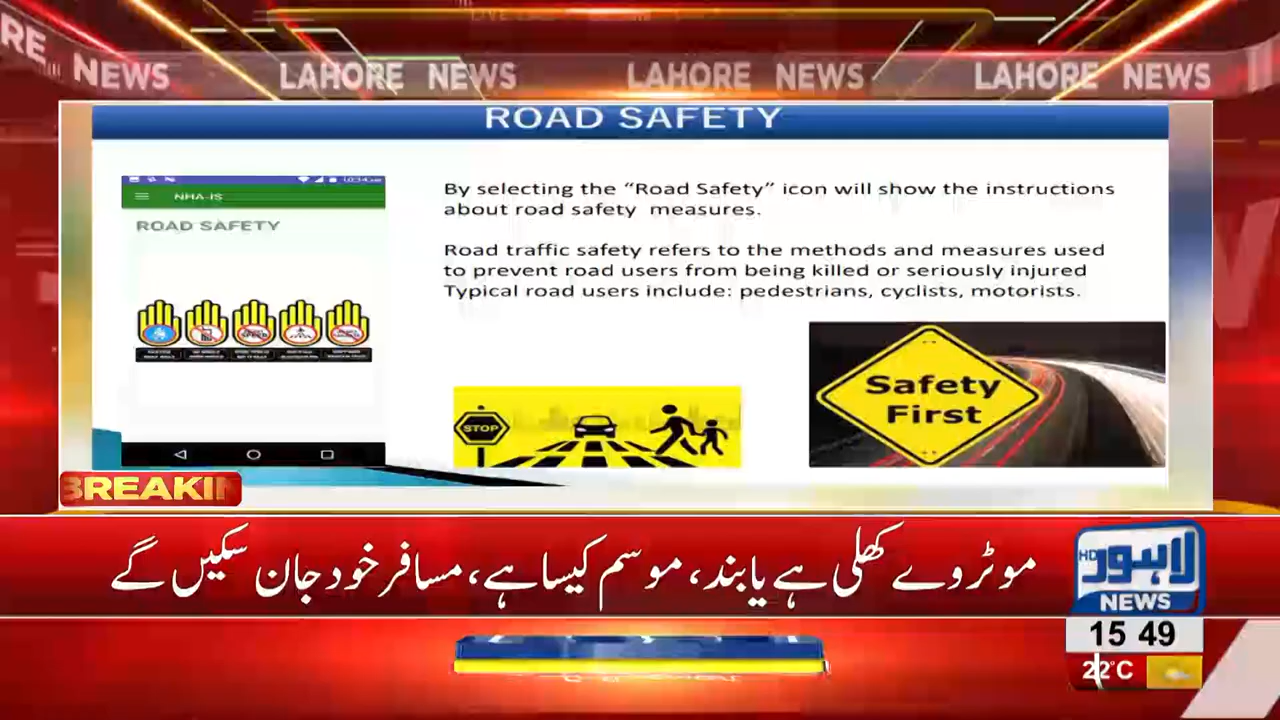 RE NEWS LAHORE NEWS LAHORE NEWS LAHORE NEWS
ROAD SAFETY
NHA-IS
ROAD SAFETY
By selecting the “Road Safety” icon will show the instructions
about road safety measures.
Road traffic safety refers to the methods and measures used
to prevent road users from being killed or seriously injured
Typical road users include: pedestrians, cyclists, motorists.
STOP
Safety
First
BREAKIN
موٹروے کھلی ہے یا بند، موسم کیسا ہے، مسافر خود جان سکیں گے
لاہور
HD
NEWS
15 49
22°C